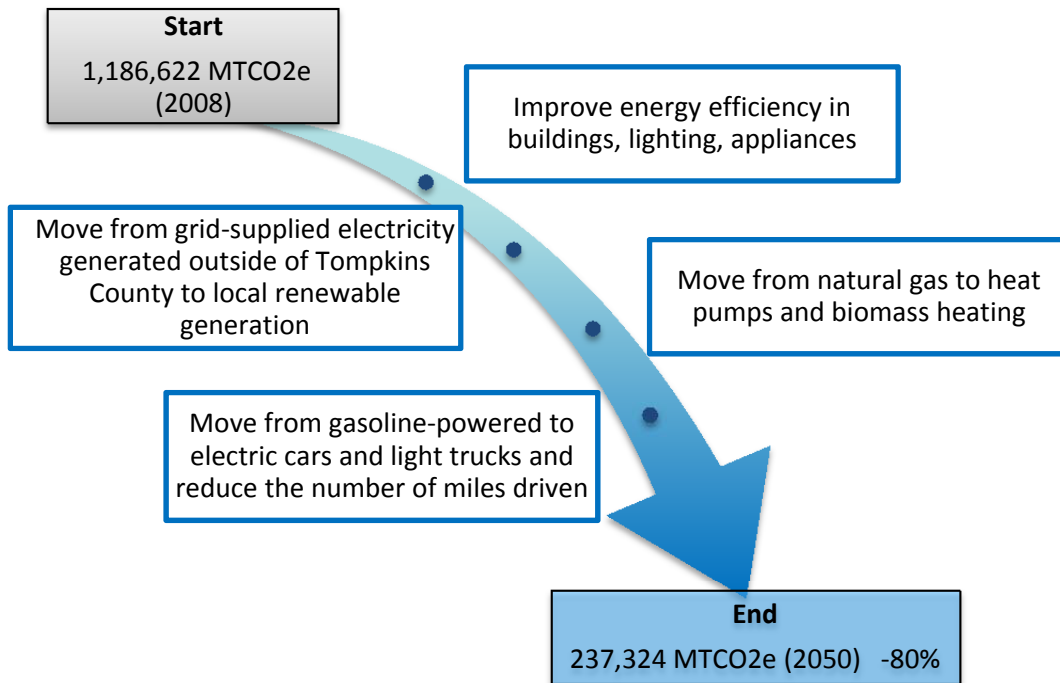 Start
1,186,622 MTCO2e
(2008)
Improve energy efficiency in
buildings, lighting, appliances
Move from grid-supplied electricity
generated outside of Tompkins
County to local renewable
generation
Move from natural gas to heat
pumps and biomass heating
Move from gasoline-powered to
electric cars and light trucks and
reduce the number of miles driven
End
237,324 MTCO2e (2050) -80%